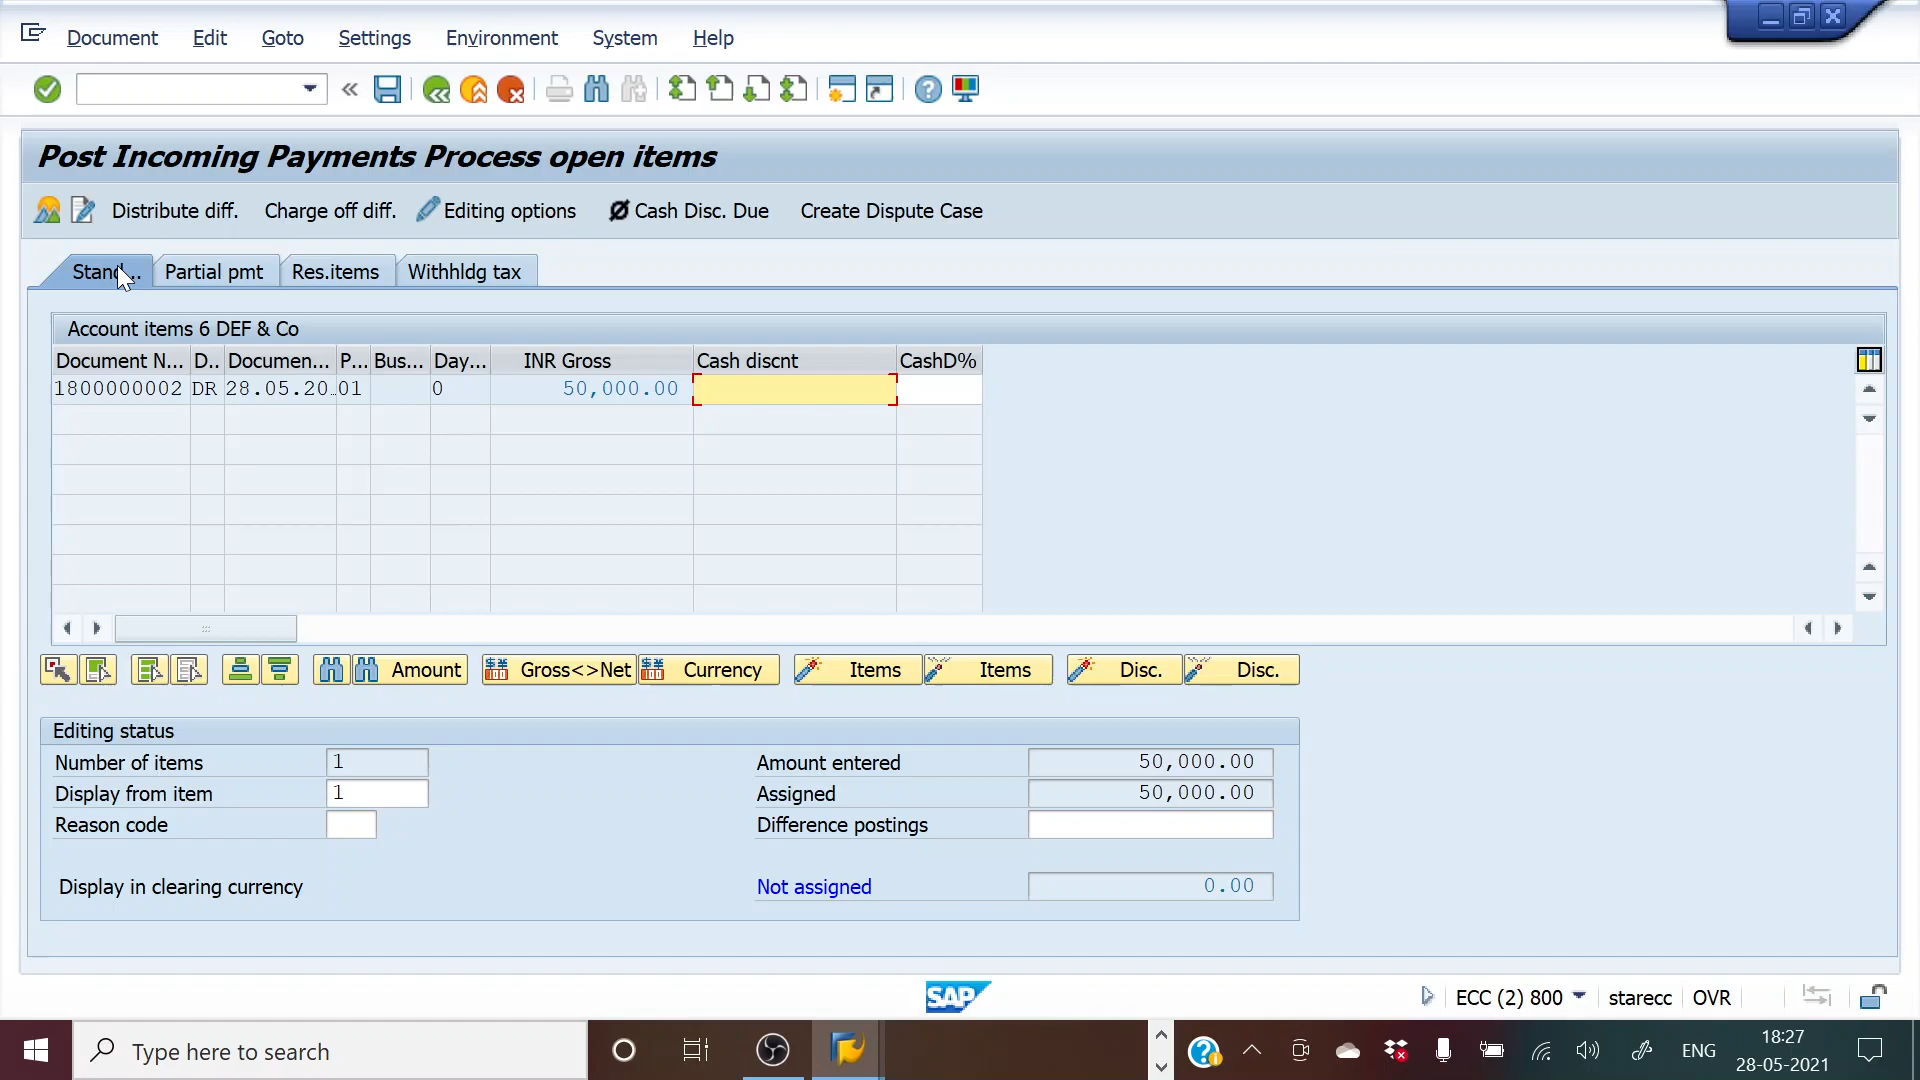 Document Edit Goto Settings Environment System Help
Post Incoming Payments Process open items
Distribute diff. Charge off diff. Editing options Cash Disc. Due Create Dispute Case
Stand... Partial pmt Res.items Withhldg tax
Account items 6 DEF & Co
Document N... D.. Documen... P... Bus... Day... INR Gross Cash discnt CashD%
1800000002 DR 28.05.20… 01 0 50,000.00
Amount Gross<>Net Currency Items Items Disc. Disc.
Editing status
Number of items 1 Amount entered 50,000.00
Display from item 1 Assigned 50,000.00
Reason code Difference postings
Display in clearing currency Not assigned 0.00
SAP ECC (2) 800 starecc OVR
Type here to search ENG 18:27
28-05-2021